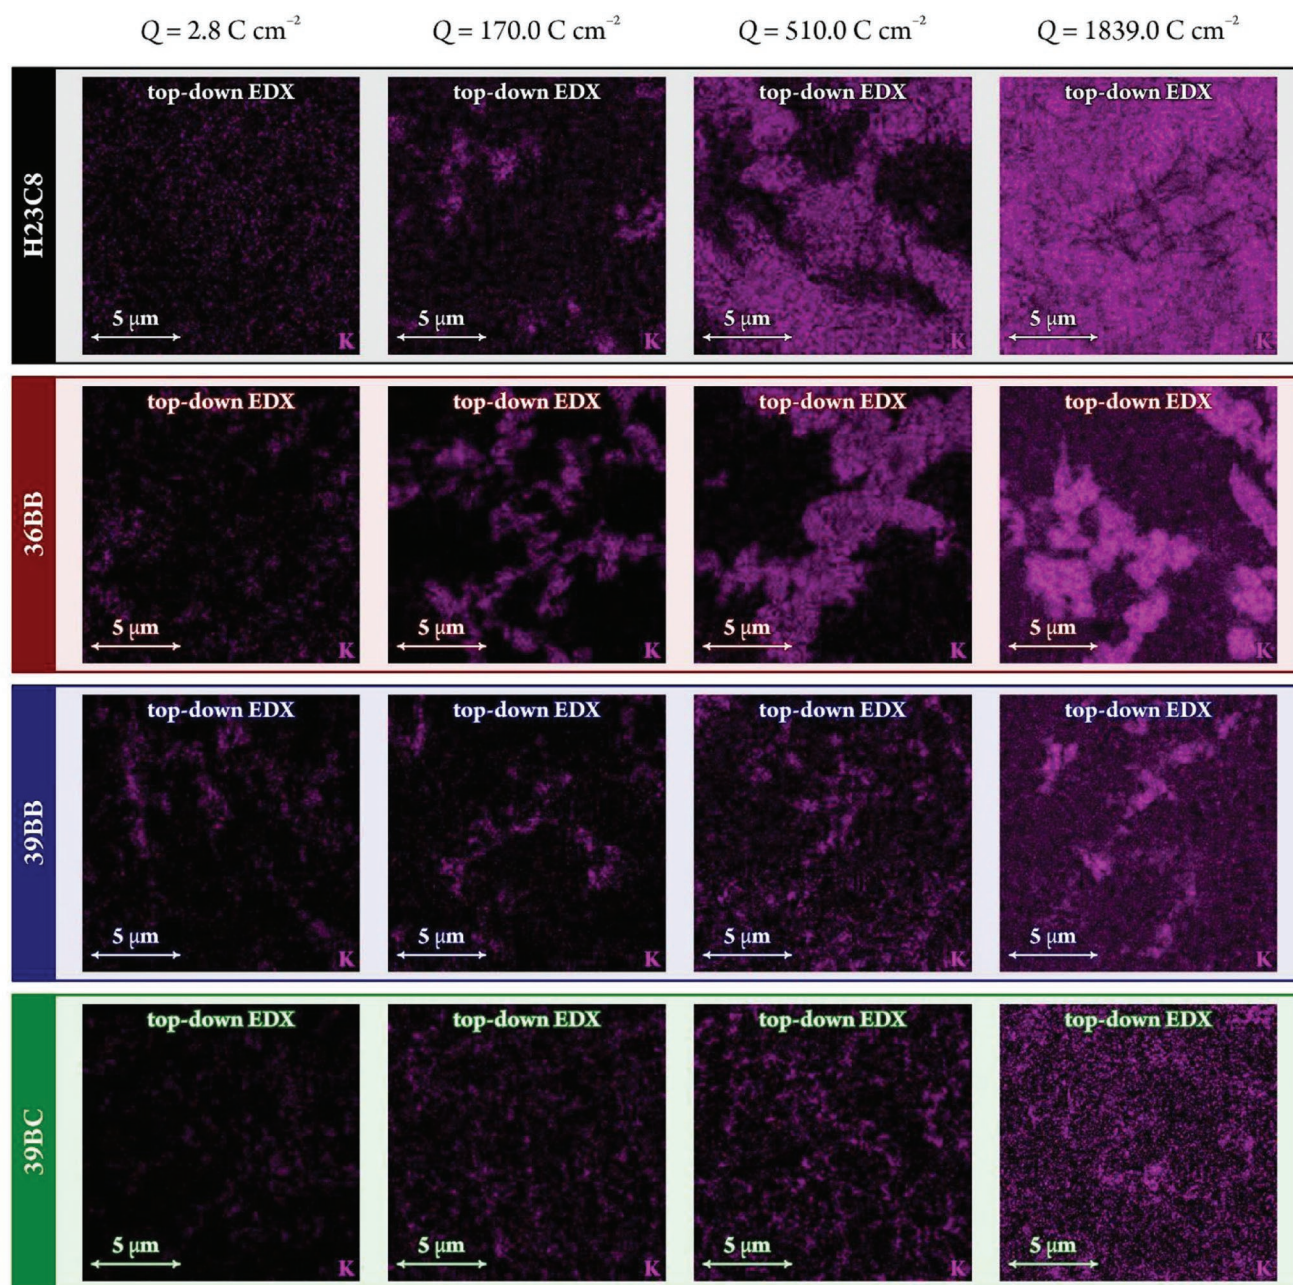 Q = 2.8 C cm⁻² Q = 170.0 C cm⁻² Q = 510.0 C cm⁻² Q = 1839.0 C cm⁻²
H23C8
top-down EDX top-down EDX top-down EDX top-down EDX
5 μm K 5 μm K 5 μm K 5 μm K
36BB
top-down EDX top-down EDX top-down EDX top-down EDX
5 μm K 5 μm K 5 μm K 5 μm K
39BB
top-down EDX top-down EDX top-down EDX top-down EDX
5 μm K 5 μm K 5 μm K 5 μm K
39BC
top-down EDX top-down EDX top-down EDX top-down EDX
5 μm K 5 μm K 5 μm K 5 μm K